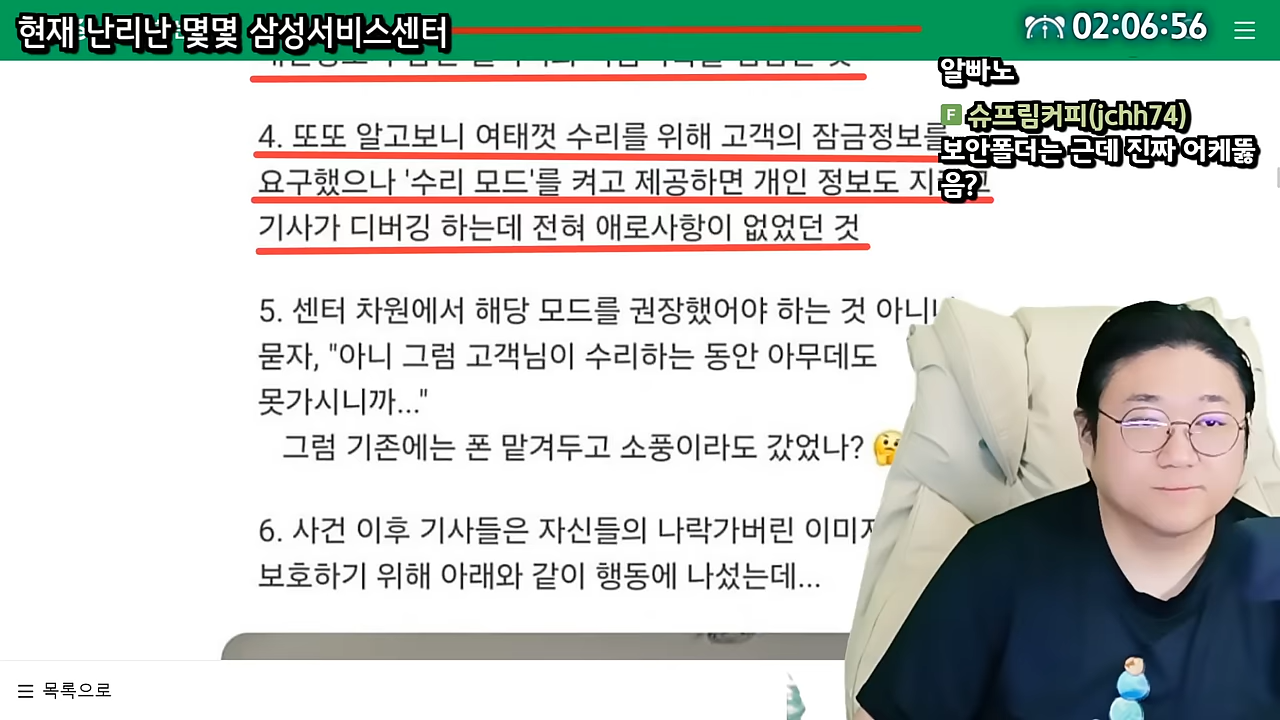 현재 난리난 몇몇 삼성서비스센터
02:06:56
알빠노
F 슈프림커피(jchh74)
보안폴더는 근데 진짜 어케뚫
음?
4. 또또 알고보니 여태껏 수리를 위해 고객의 잠금정보를
요구했으나 '수리 모드'를 켜고 제공하면 개인 정보도
기사가 디버깅 하는데 전혀 애로사항이 없었던 것
5. 센터 차원에서 해당 모드를 권장했어야 하는 것
묻자, "아니 그럼 고객님이 수리하는 동안 아무데도
못가시니까..."
그럼 기존에는 폰 맡겨두고 소풍이라도 갔었나? 🤔
6. 사건 이후 기사들은 자신들의 나락가버린
보호하기 위해 아래와 같이 행동에 나섰는데...
목록으로